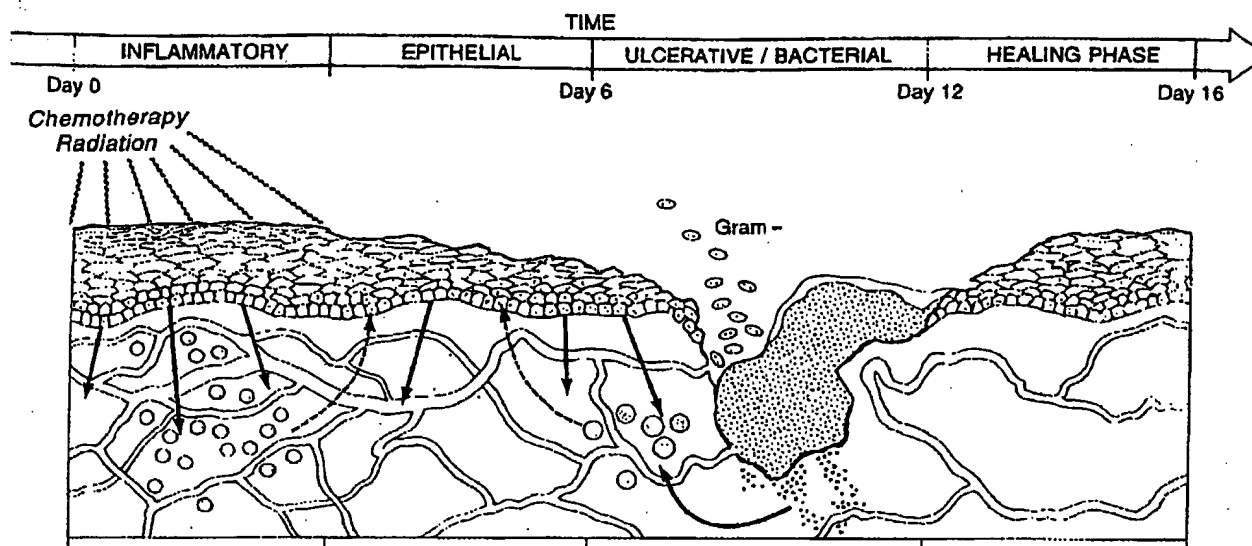 TIME
INFLAMMATORY EPITHELIAL ULCERATIVE / BACTERIAL HEALING PHASE
Day 0 Day 6 Day 12 Day 16
Chemotherapy
Radiation
Gram –